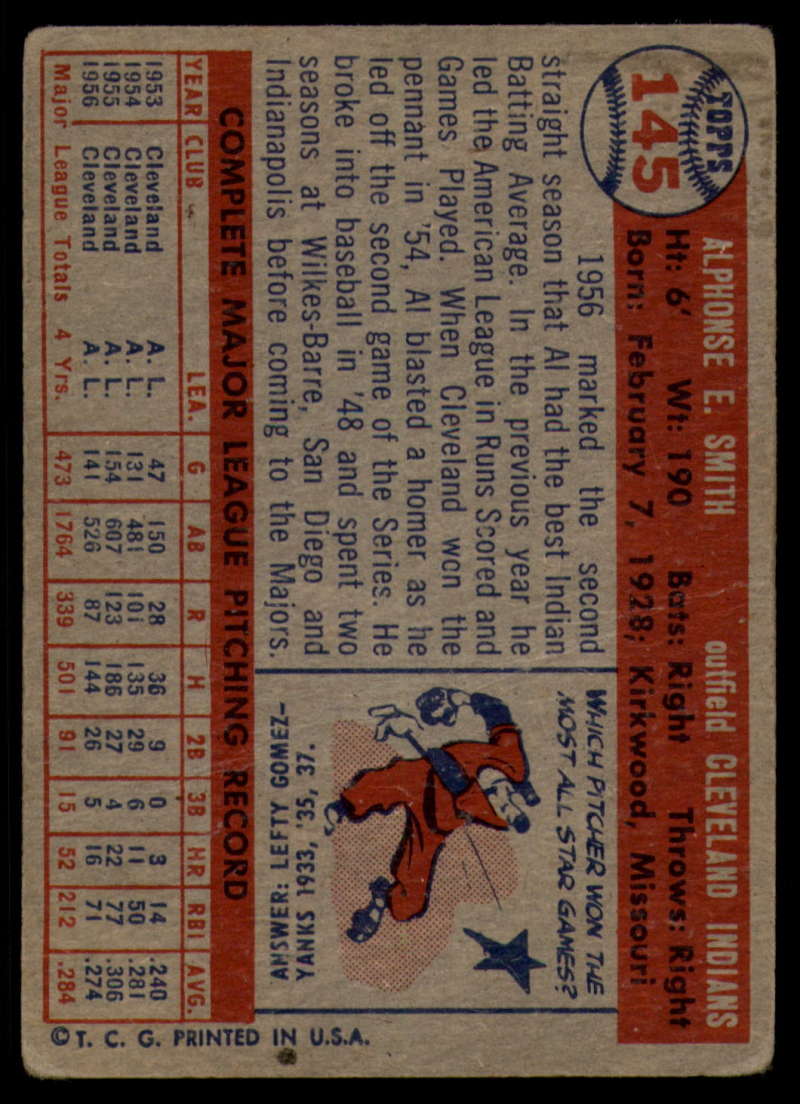 TOPPS
145
ALPHONSE E. SMITH outfield CLEVELAND INDIANS
Ht: 6' Wt: 190 Bats: Right Throws: Right
Born: February 7, 1928; Kirkwood, Missouri
1956 marked the second
straight season that Al had the best Indian
Batting Average. In the previous year he
led the American League in Runs Scored and
Games Played. When Cleveland won the
pennant in '54, Al blasted a homer as he
led off the second game of the Series. He
broke into baseball in '48 and spent two
seasons at Wilkes-Barre, San Diego and
Indianapolis before coming to the Majors.
WHICH PITCHER WON THE
MOST ALL STAR GAMES?
ANSWER: LEFTY GOMEZ-
YANKS 1933, '35, 37.
COMPLETE MAJOR LEAGUE PITCHING RECORD
YEAR CLUB LEA. G AB R H 2B 3B HR RBI AVG.
1953 Cleveland A. L. 47 150 28 36 9 0 3 14 .240
1954 Cleveland A. L. 131 481 101 135 29 6 11 50 .281
1955 Cleveland A. L. 154 607 123 186 27 4 22 77 .306
1956 Cleveland A. L. 141 526 87 144 26 5 16 71 .274
Major League Totals 4 Yrs. 473 1764 339 501 91 15 52 212 .284
© T. C. G. PRINTED IN U.S.A.